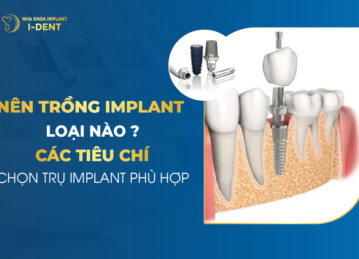 NHA KHOA IMPLANT
I-DENT
NÊN TRỒNG IMPLANT
LOẠI NÀO ?
CÁC TIÊU CHÍ
CHỌN TRỤ IMPLANT PHÙ HỢP